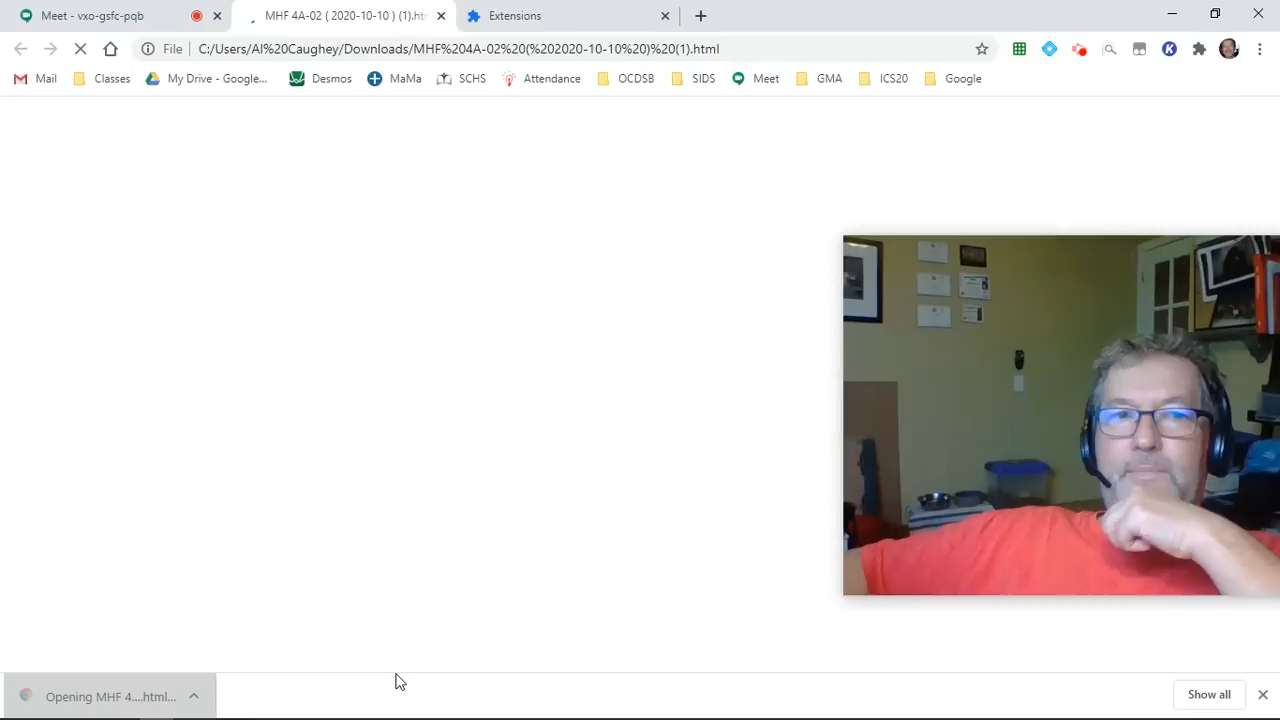 Meet - vxo-gsfc-pqb
MHF 4A-02 ( 2020-10-10 ) (1).ht
Extensions
File C:/Users/Al%20Caughey/Downloads/MHF%204A-02%20(%202020-10-10%20)%20(1).html
Mail Classes My Drive - Google... Desmos MaMa SCHS Attendance OCDSB SIDS Meet GMA ICS20 Google
Opening MHF 4....html...
Show all